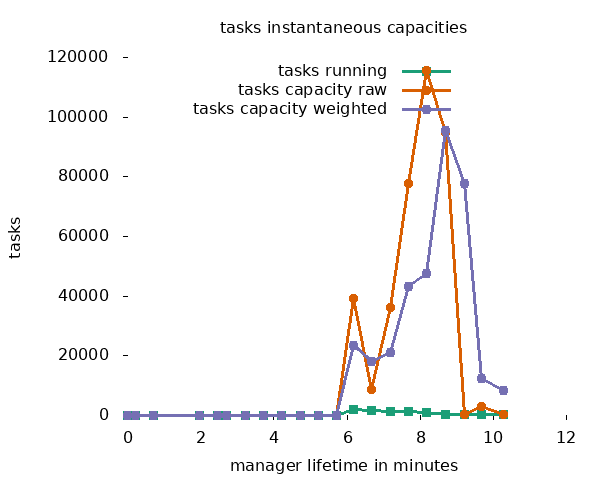 tasks instantaneous capacities
120000
100000
80000
60000
40000
20000
0
tasks
tasks running
tasks capacity raw
tasks capacity weighted
0 2 4 6 8 10 12
manager lifetime in minutes